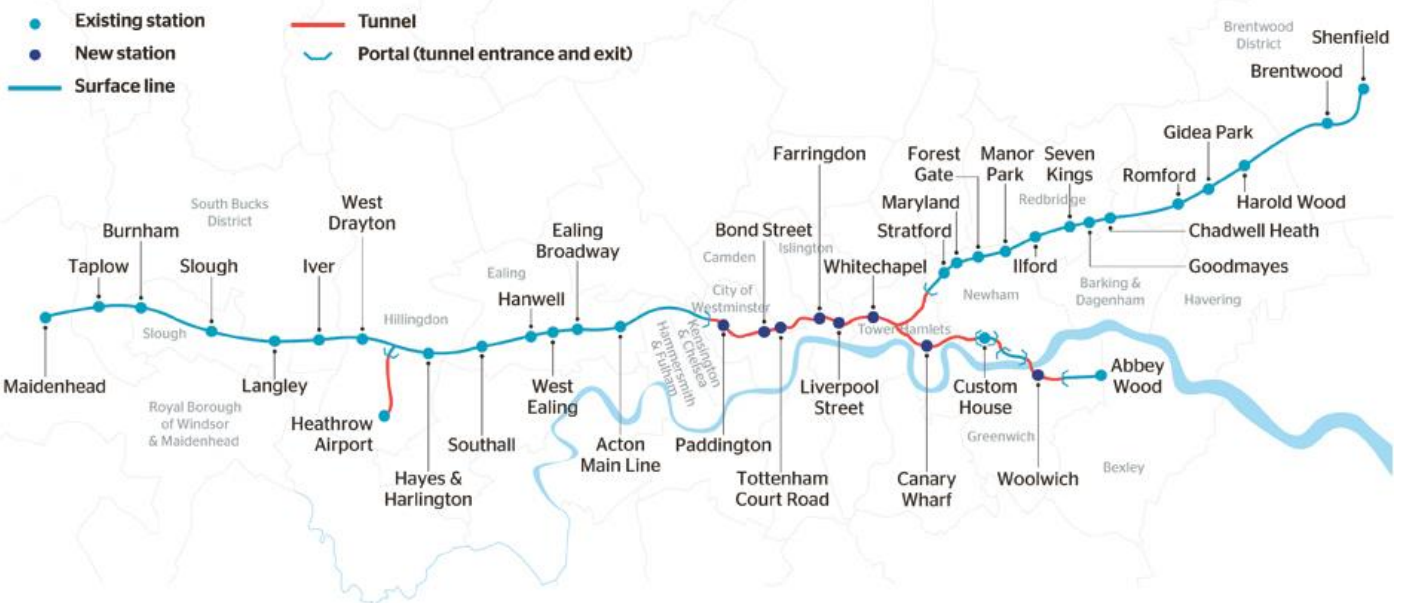 Existing station
New station
Surface line
Tunnel
Portal (tunnel entrance and exit)
Brentwood
District
Shenfield
Brentwood
Gidea Park
Farringdon
Forest
Gate
Manor
Park
Seven
Kings
Romford
Redbridge
Harold Wood
South Bucks
District
West
Drayton
Maryland
Burnham
Ealing
Broadway
Bond Street
Stratford
Chadwell Heath
Islington
Camden
Taplow
Slough
Iver
Whitechapel
Ilford
Goodmayes
Ealing
Hanwell
City of
Westminster
Newham
Barking &
Dagenham
Havering
Slough
Hillingdon
Kensington
& Chelsea
Hammersmith
& Fulham
Tower Hamlets
Maidenhead
Langley
West
Ealing
Liverpool
Street
Custom
House
Abbey
Wood
Royal Borough
of Windsor
& Maidenhead
Heathrow
Airport
Southall
Acton
Main Line
Paddington
Greenwich
Hayes &
Harlington
Tottenham
Court Road
Canary
Wharf
Woolwich
Bexley